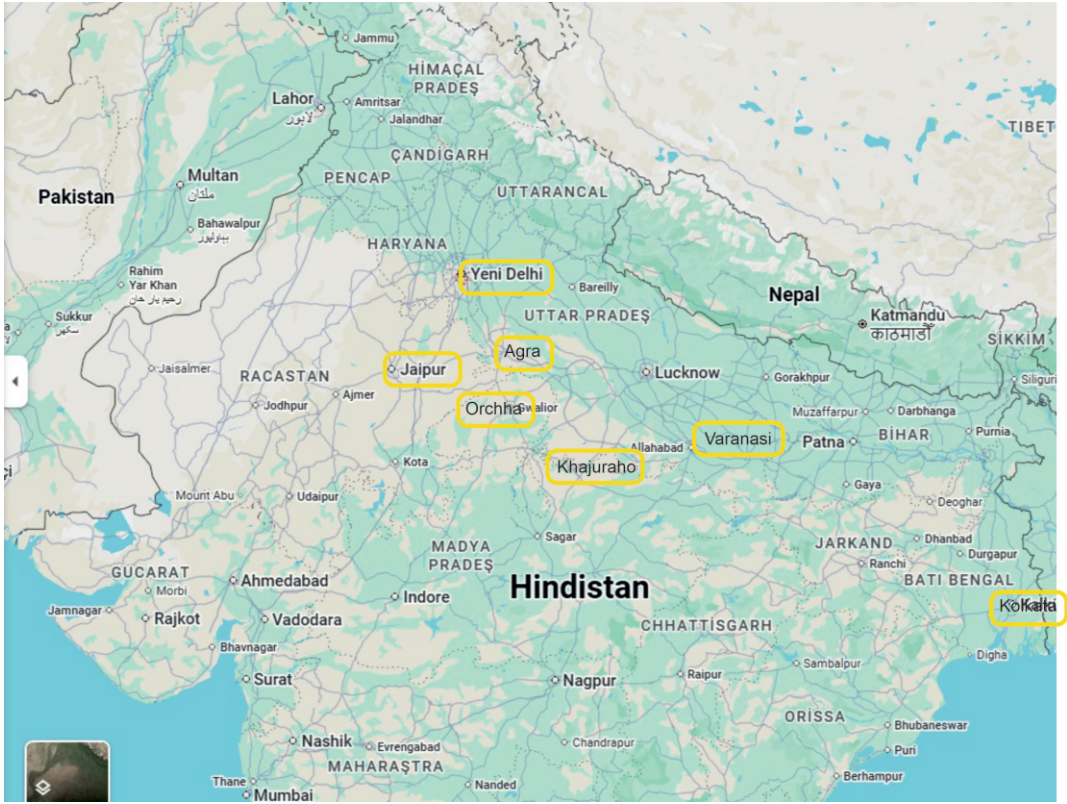 Jammu
HİMAÇAL
PRADEŞ
Lahor
لاہور
Amritsar
Jalandhar
ÇANDİGARH
PENCAP
Multan
ملتان
UTTARANCAL
TIBET
Pakistan
Bahawalpur
بہاولپور
HARYANA
Rahim
Yar Khan
رحیم یار خان
Yeni Delhi
Bareilly
Nepal
UTTAR PRADEŞ
Katmandu
काठमाडौँ
Sukkur
سکھر
SİKKİM
Agra
Jaisalmer
RACASTAN
Jaipur
Lucknow
Gorakhpur
Siliguri
Jodhpur
Ajmer
Orchha
Gwalior
Muzaffarpur
Darbhanga
Allahabad
Varanasi
Patna
BİHAR
Purnia
Kota
Khajuraho
Mount Abu
Udaipur
Gaya
Deoghar
Sagar
MADYA
PRADEŞ
JARKAND
Dhanbad
Durgapur
GUCARAT
Morbi
Ahmedabad
Hindistan
Ranchi
BATI BENGAL
Jamnagar
Rajkot
Vadodara
Indore
Kolkata
CHHATTİSGARH
Bhavnagar
Digha
Surat
Nagpur
Raipur
Sambalpur
ORİSSA
Bhubaneswar
Nashik
Evrengabad
Chandrapur
Puri
MAHARAŞTRA
Thane
Mumbai
Nanded
Berhampur